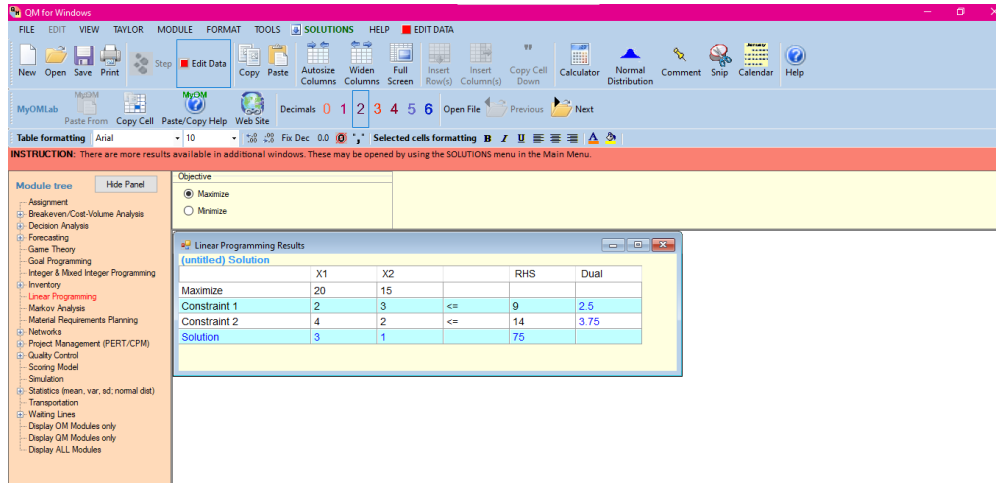 QM for Windows
FILE EDIT VIEW TAYLOR MODULE FORMAT TOOLS SOLUTIONS HELP EDIT DATA
New Open Save Print Step Edit Data Copy Paste Autosize Columns Widen Columns Full Screen Insert Row(s) Insert Column(s) Copy Cell Down Calculator Normal Distribution Comment Snip Calendar Help
MyOMLab Paste From Copy Cell Paste/Copy Help Web Site Decimals 0 1 2 3 4 5 6 Open File Previous Next
Table formatting Arial 10 Fix Dec 0.0 Selected cells formatting B I U A
INSTRUCTION: There are more results available in additional windows. These may be opened by using the SOLUTIONS menu in the Main Menu.
Module tree Hide Panel
Assignment
Breakeven/Cost-Volume Analysis
Decision Analysis
Forecasting
Game Theory
Goal Programming
Integer & Mixed Integer Programming
Inventory
Linear Programming
Markov Analysis
Material Requirements Planning
Networks
Project Management (PERT/CPM)
Quality Control
Scoring Model
Simulation
Statistics (mean, var, sd; normal dist)
Transportation
Waiting Lines
Display OM Modules only
Display QM Modules only
Display ALL Modules
Objective
Maximize
Minimize
Linear Programming Results
(untitled) Solution
X1 X2 RHS Dual
Maximize 20 15
Constraint 1 2 3 <= 9 2.5
Constraint 2 4 2 <= 14 3.75
Solution 3 1 75